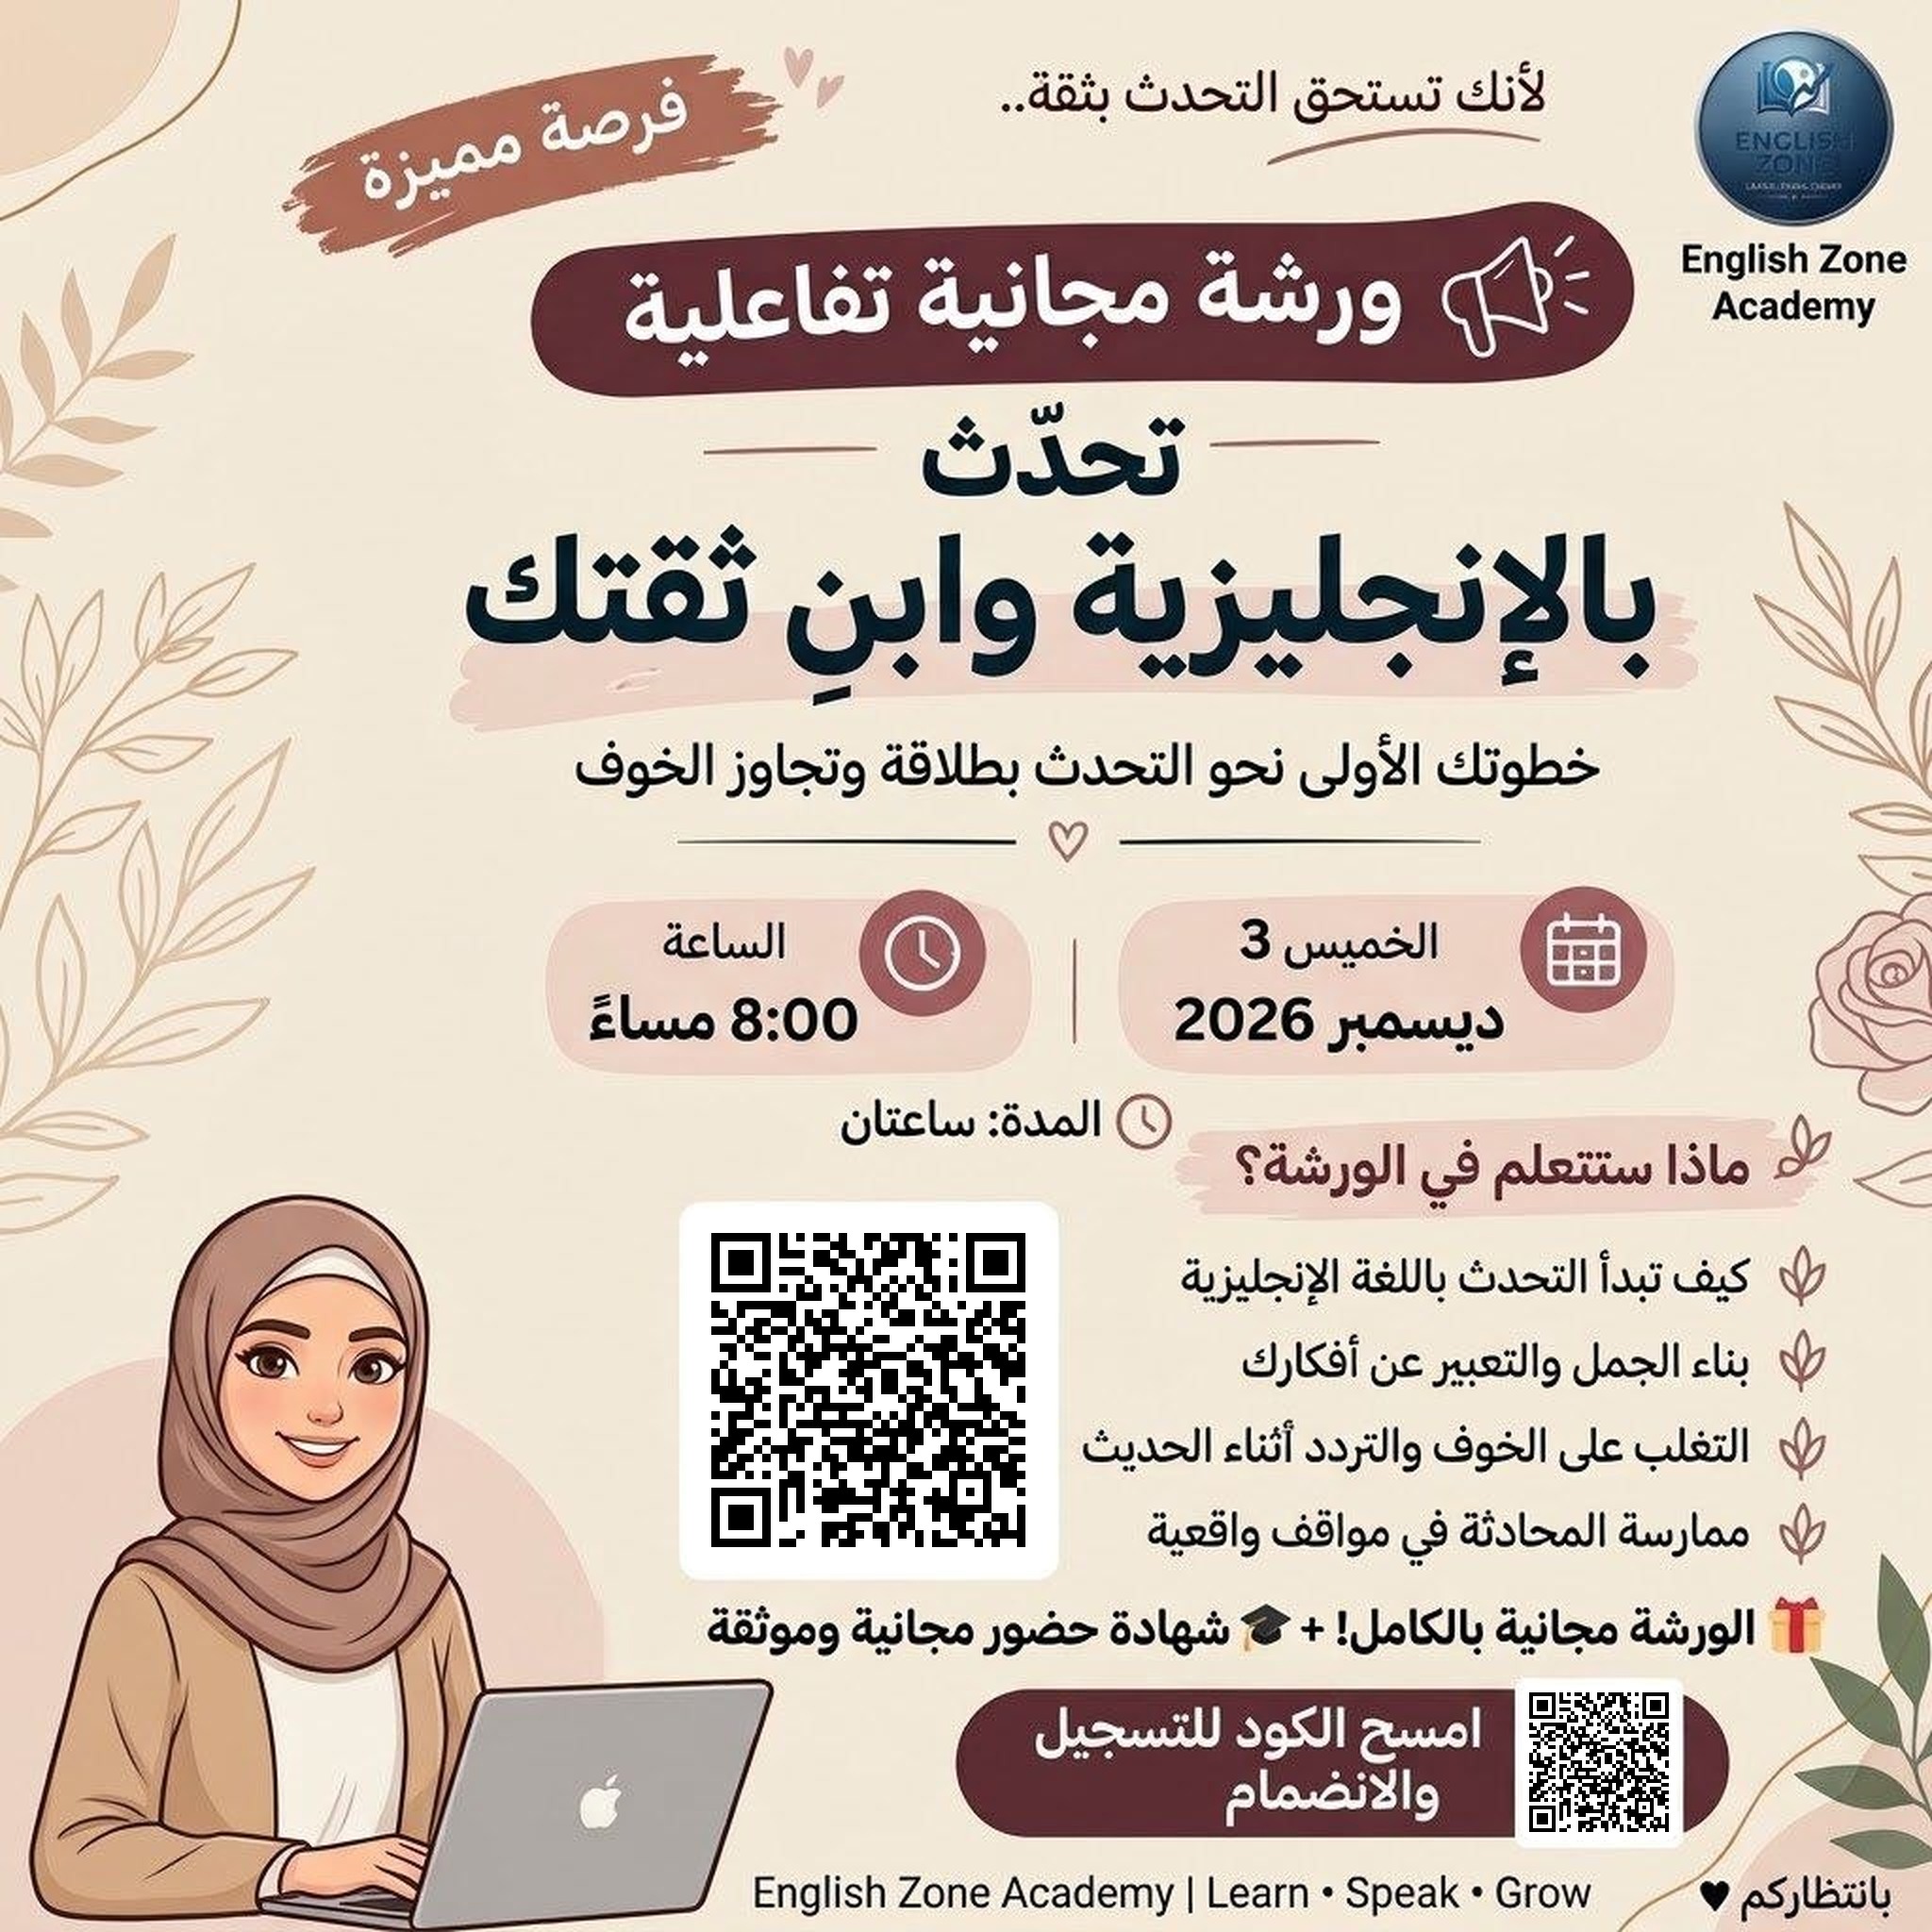 لأنك تستحق التحدث بثقة..
فرصة مميزة
ENGLISH
ZONE
English Zone
Academy
ورشة مجانية تفاعلية
تحدّث
بالإنجليزية وابنِ ثقتك
خطوتك الأولى نحو التحدث بطلاقة وتجاوز الخوف
الخميس 3
ديسمبر 2026
الساعة
8:00 مساءً
المدة: ساعتان
ماذا ستتعلم في الورشة؟
كيف تبدأ التحدث باللغة الإنجليزية
بناء الجمل والتعبير عن أفكارك
التغلب على الخوف والتردد أثناء الحديث
ممارسة المحادثة في مواقف واقعية
🎁 الورشة مجانية بالكامل! + 🎓 شهادة حضور مجانية وموثقة
امسح الكود للتسجيل
والانضمام
English Zone Academy | Learn • Speak • Grow
بانتظاركم ♥